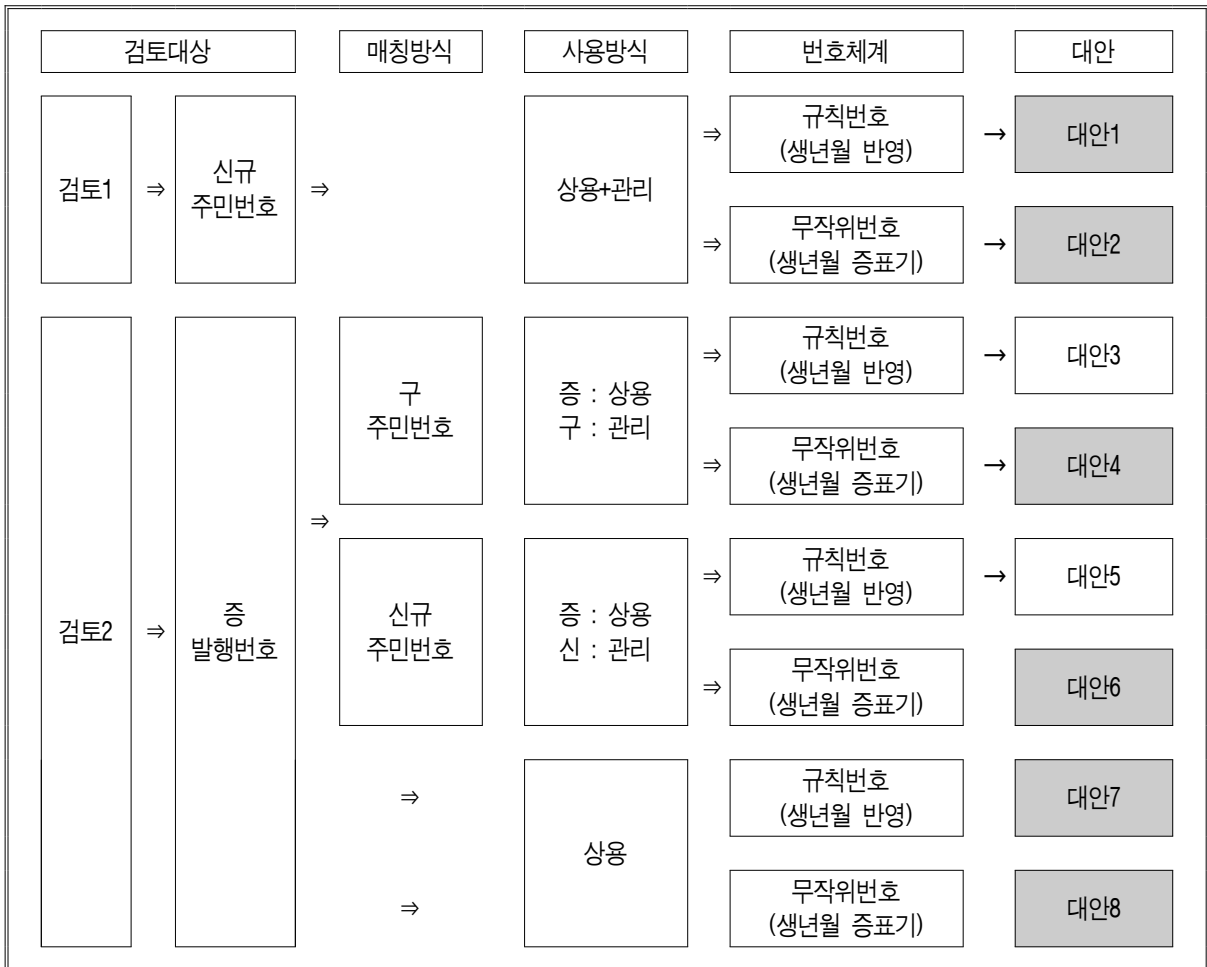 검토대상 매칭방식 사용방식 번호체계 대안
검토1 ⇒ 신규
주민번호 ⇒ 상용+관리
⇒ 규칙번호
(생년월 반영) → 대안1
⇒ 무작위번호
(생년월 증표기) → 대안2
검토2 ⇒ 증
발행번호 ⇒
구
주민번호
증 : 상용
구 : 관리
⇒ 규칙번호
(생년월 반영) → 대안3
⇒ 무작위번호
(생년월 증표기) → 대안4
신규
주민번호
증 : 상용
신 : 관리
⇒ 규칙번호
(생년월 반영) → 대안5
⇒ 무작위번호
(생년월 증표기) 대안6
⇒ 상용
규칙번호
(생년월 반영) 대안7
⇒ 무작위번호
(생년월 증표기) 대안8